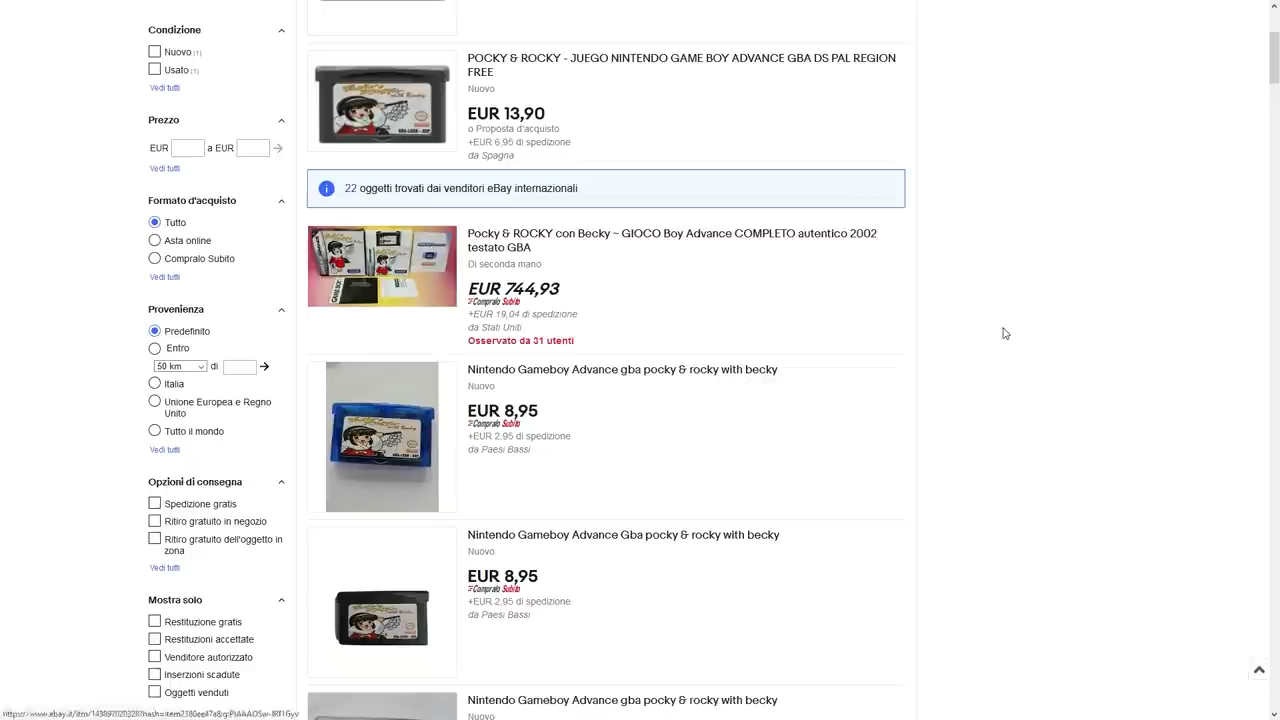 Condizione
Nuovo (1)
Usato (1)
Vedi tutti
Prezzo
EUR a EUR
Vedi tutti
Formato d'acquisto
Tutto
Asta online
Compralo Subito
Vedi tutti
Provenienza
Predefinito
Entro
50 km di
Italia
Unione Europea e Regno
Unito
Tutto il mondo
Vedi tutti
Opzioni di consegna
Spedizione gratis
Ritiro gratuito in negozio
Ritiro gratuito dell'oggetto in
zona
Vedi tutti
Mostra solo
Restituzione gratis
Restituzioni accettate
Venditore autorizzato
Inserzioni scadute
Oggetti venduti
POCKY & ROCKY - JUEGO NINTENDO GAME BOY ADVANCE GBA DS PAL REGION
FREE
Nuovo
EUR 13,90
o Proposta d'acquisto
+EUR 6,95 di spedizione
da Spagna
22 oggetti trovati dai venditori eBay internazionali
Pocky & ROCKY con Becky ~ GIOCO Boy Advance COMPLETO autentico 2002
testato GBA
Di seconda mano
EUR 744,93
Compralo Subito
+EUR 19,04 di spedizione
da Stati Uniti
Osservato da 31 utenti
Nintendo Gameboy Advance gba pocky & rocky with becky
Nuovo
EUR 8,95
Compralo Subito
+EUR 2,95 di spedizione
da Paesi Bassi
Nintendo Gameboy Advance Gba pocky & rocky with becky
Nuovo
EUR 8,95
Compralo Subito
+EUR 2,95 di spedizione
da Paesi Bassi
Nintendo Gameboy Advance gba pocky & rocky with becky
Nuovo